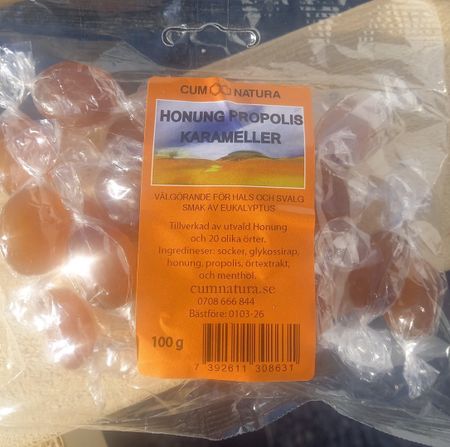 CUM NATURA
HONUNG PROPOLIS
KARAMELLER
VÄLGÖRANDE FÖR HALS OCH SVALG
SMAK AV EUKALYPTUS
Tillverkad av utvald Honung
och 20 olika örter.
Ingredineser: socker, glykossirap,
honung, propolis, örtextrakt,
och menthol.
cumnatura.se
0708 666 844
Bästföre: 0103-26
100 g
7 392611 308631